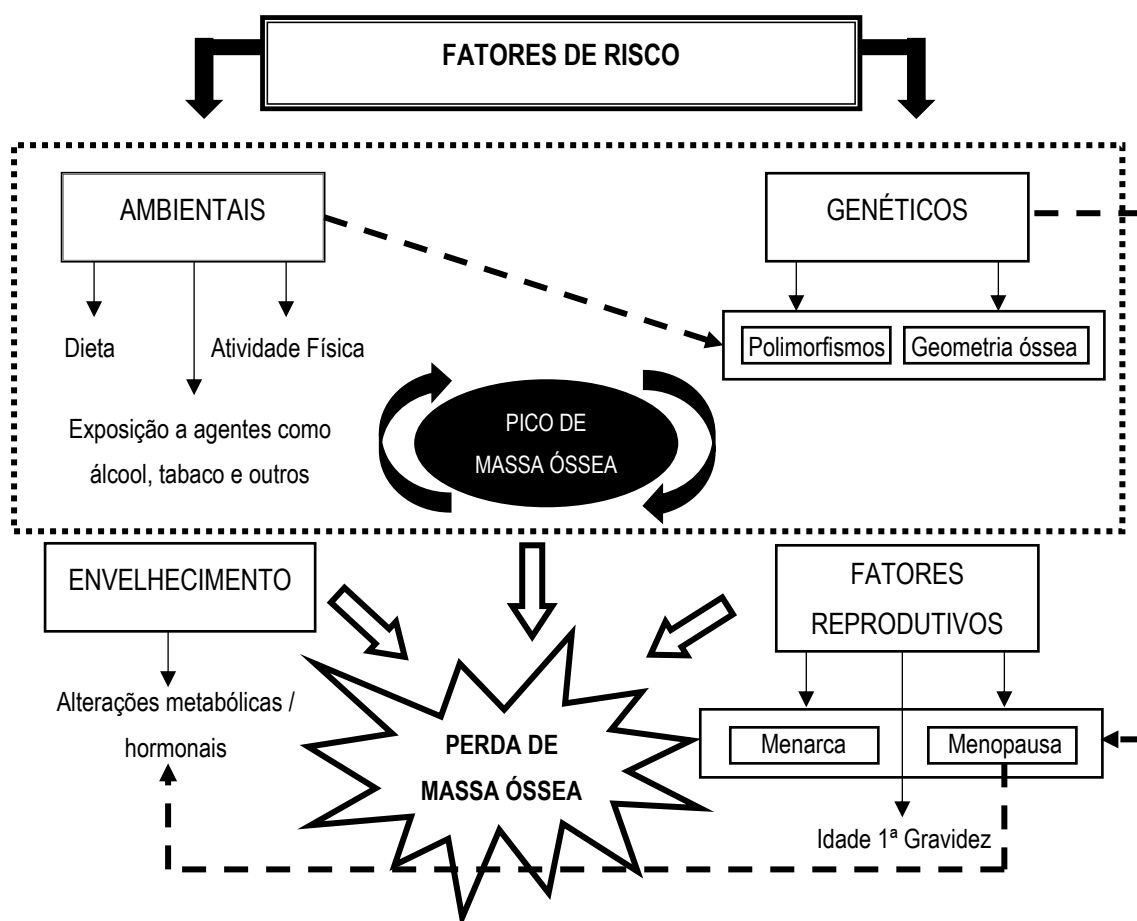 FATORES DE RISCO
AMBIENTAIS
GENÉTICOS
Dieta
Atividade Física
Polimorfismos
Geometria óssea
Exposição a agentes como
álcool, tabaco e outros
PICO DE
MASSA ÓSSEA
ENVELHECIMENTO
FATORES
REPRODUTIVOS
Alterações metabólicas /
hormonais
PERDA DE
MASSA ÓSSEA
Menarca
Menopausa
Idade 1ª Gravidez